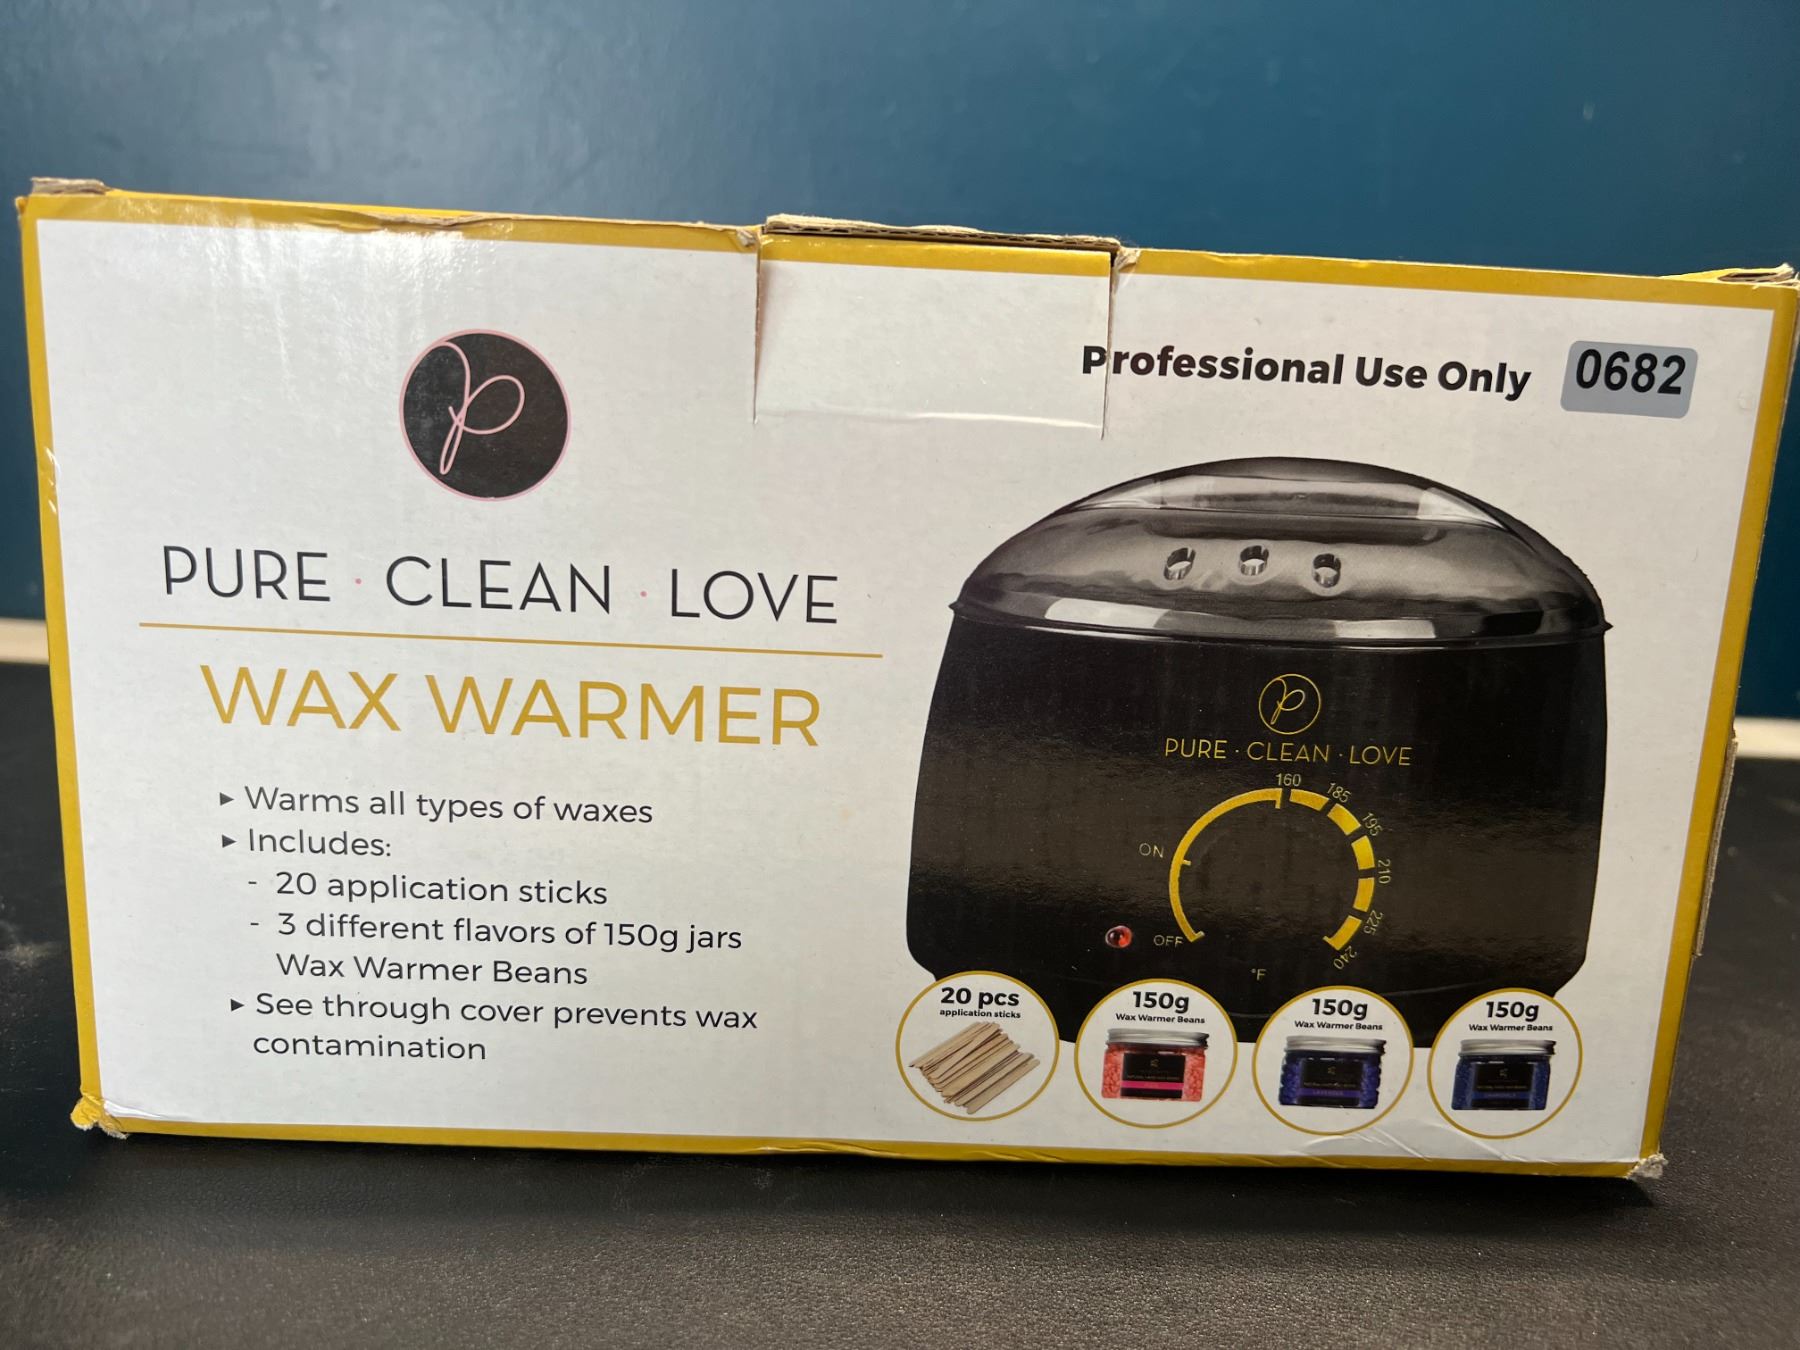 Professional Use Only
0682
PURE · CLEAN · LOVE
WAX WARMER
▸ Warms all types of waxes
▸ Includes:
- 20 application sticks
- 3 different flavors of 150g jars
Wax Warmer Beans
▸ See through cover prevents wax
contamination
PURE · CLEAN · LOVE
160
185
195
210
225
240
ON
OFF
°F
20 pcs
application sticks
150g
Wax Warmer Beans
150g
Wax Warmer Beans
LAVENDER
150g
Wax Warmer Beans